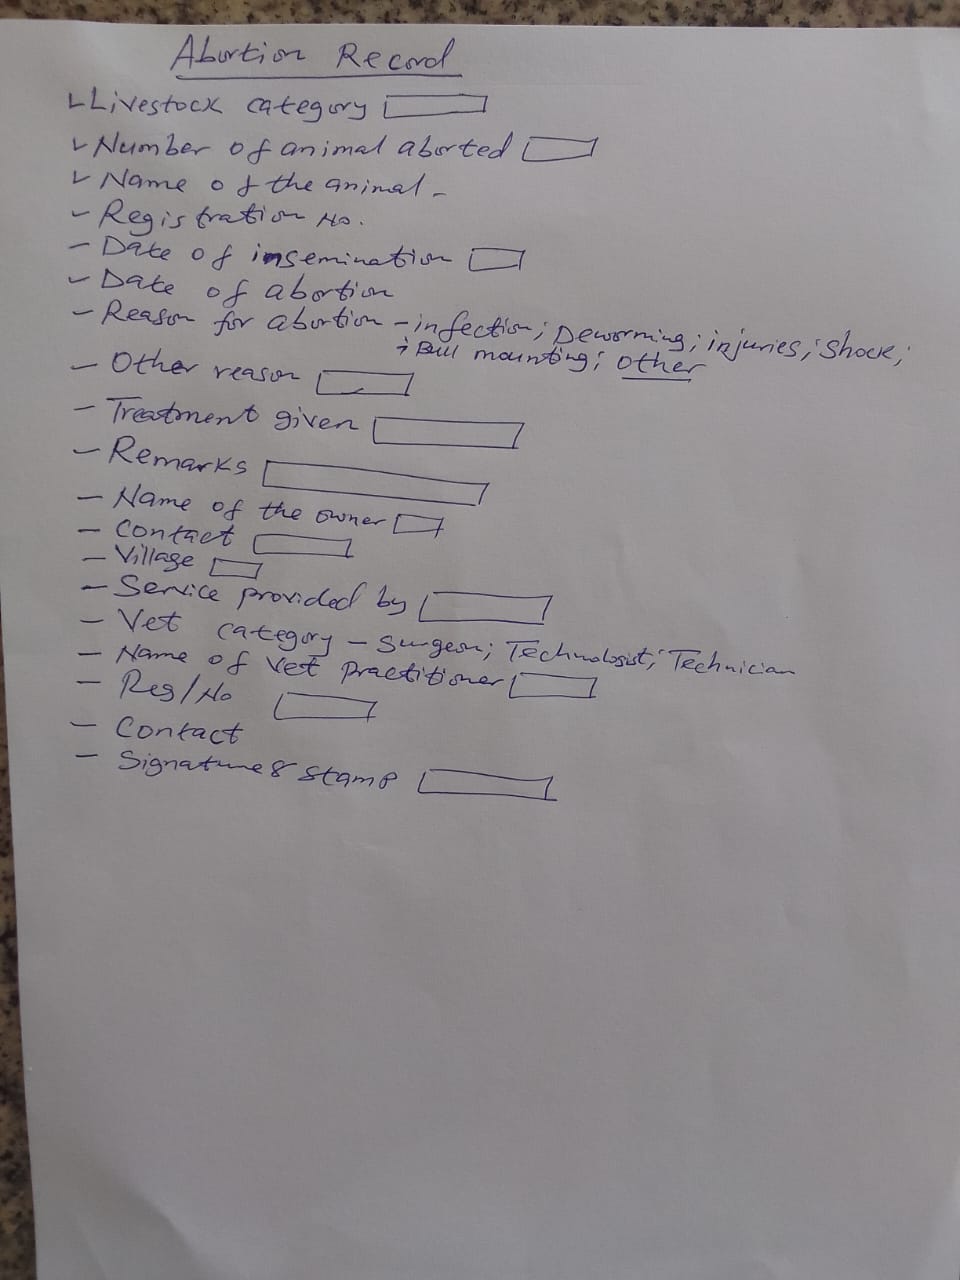 Abortion Record
- Livestock category
- Number of animal aborted
- Name of the animal -
- Registration No.
- Date of insemination
- Date of abortion
- Reason for abortion - infection; Deworming; injuries; Shock;
; Bull mounting; Other
- Other reason
- Treatment given
- Remarks
- Name of the owner
- Contact
- Village
- Service provided by
- Vet category - Surgeon; Technologist; Technician
- Name of Vet Practitioner
- Reg/No
- Contact
- Signature & Stamp